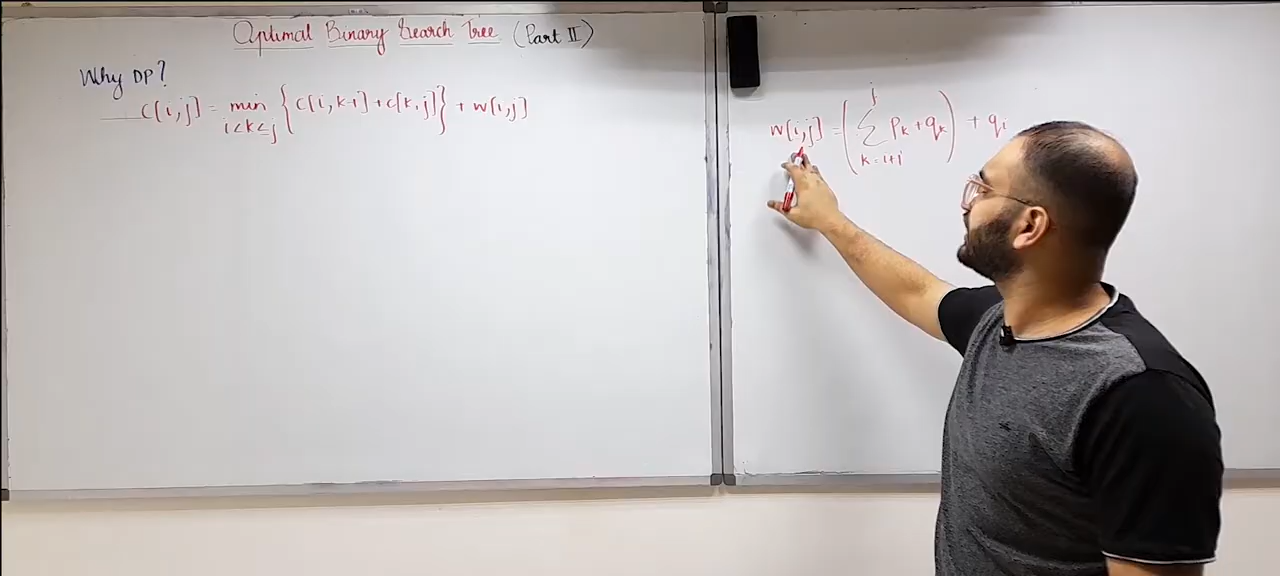 Optimal Binary Search Tree (Part II)
Why DP?
C[i,j] = min {C[i,k-1] + C[k,j]} + W[i,j]
i<k≤j
W[i,j] = (∑ pk + qk) + qi
j
k=i+1